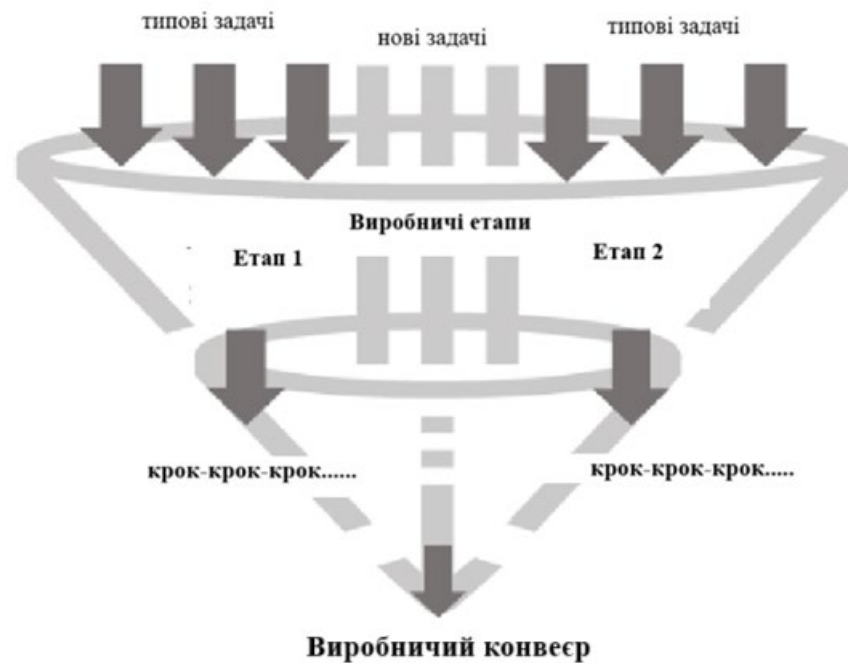 типові задачі
нові задачі
типові задачі
Виробничі етапи
Етап 1
Етап 2
крок-крок-крок......
крок-крок-крок.....
Виробничий конвеєр